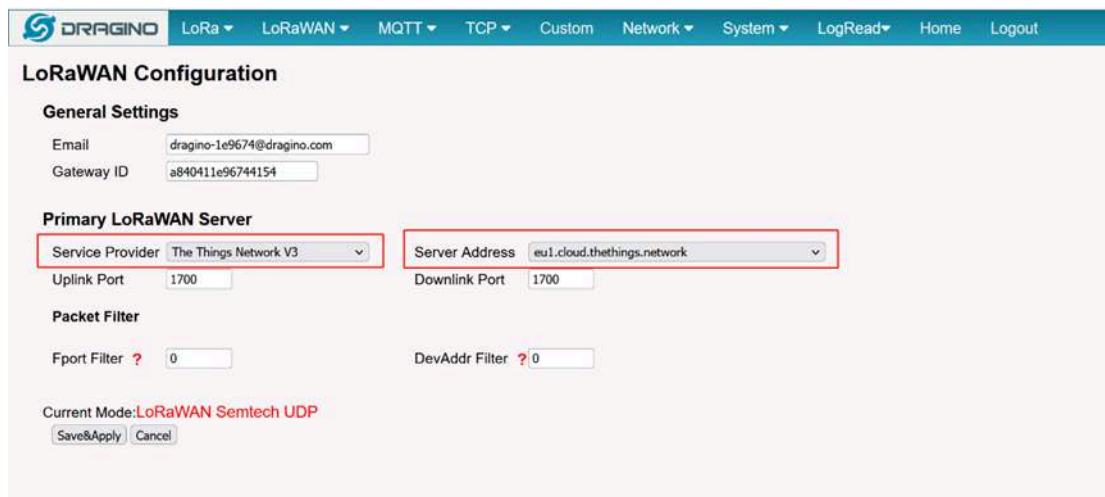 DRAGINO LoRa LoRaWAN MQTT TCP Custom Network System LogRead Home Logout
LoRaWAN Configuration
General Settings
Email dragino-1e9674@dragino.com
Gateway ID a840411e96744154
Primary LoRaWAN Server
Service Provider The Things Network V3 Server Address eu1.cloud.thethings.network
Uplink Port 1700 Downlink Port 1700
Packet Filter
Fport Filter ? 0 DevAddr Filter ? 0
Current Mode:LoRaWAN Semtech UDP
Save&Apply Cancel